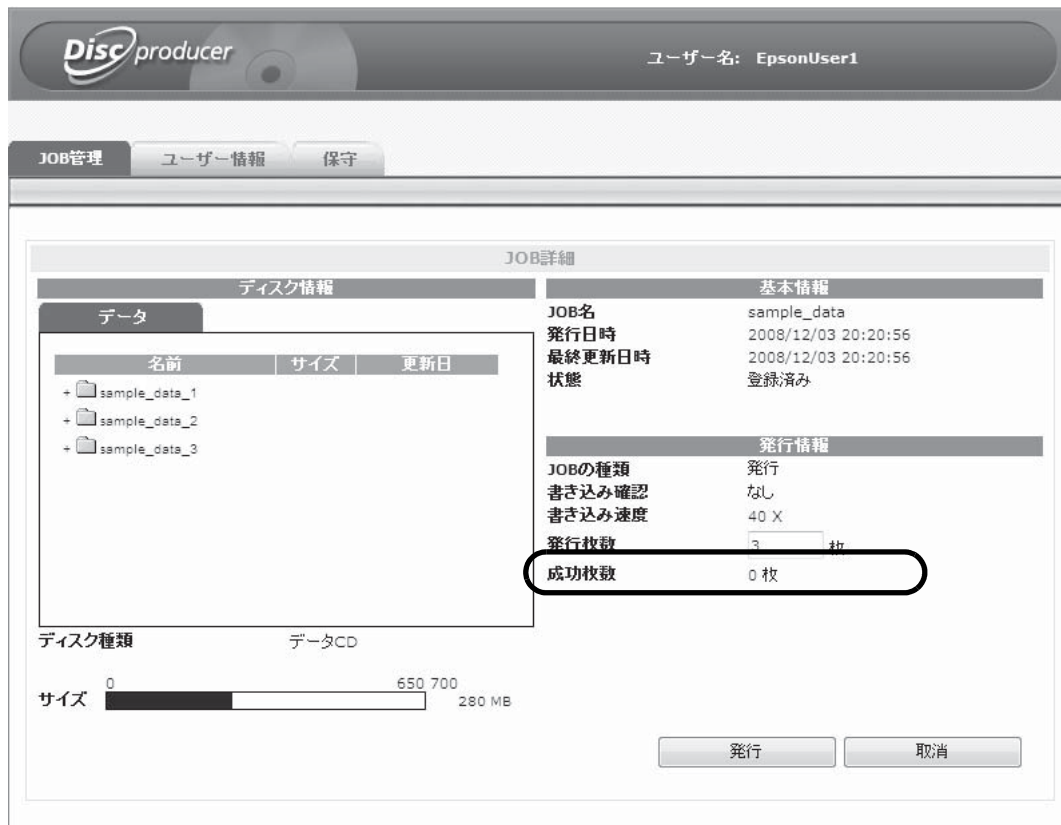 Disc producer
ユーザー名: EpsonUser1
JOB管理
ユーザー情報
保守
JOB詳細
ディスク情報
データ
名前 サイズ 更新日
+ sample_data_1
+ sample_data_2
+ sample_data_3
ディスク種類 データCD
サイズ
0 650 700
280 MB
基本情報
JOB名 sample_data
発行日時 2008/12/03 20:20:56
最終更新日時 2008/12/03 20:20:56
状態 登録済み
発行情報
JOBの種類 発行
書き込み確認 なし
書き込み速度 40 X
発行枚数 3 枚
成功枚数 0 枚
発行 取消